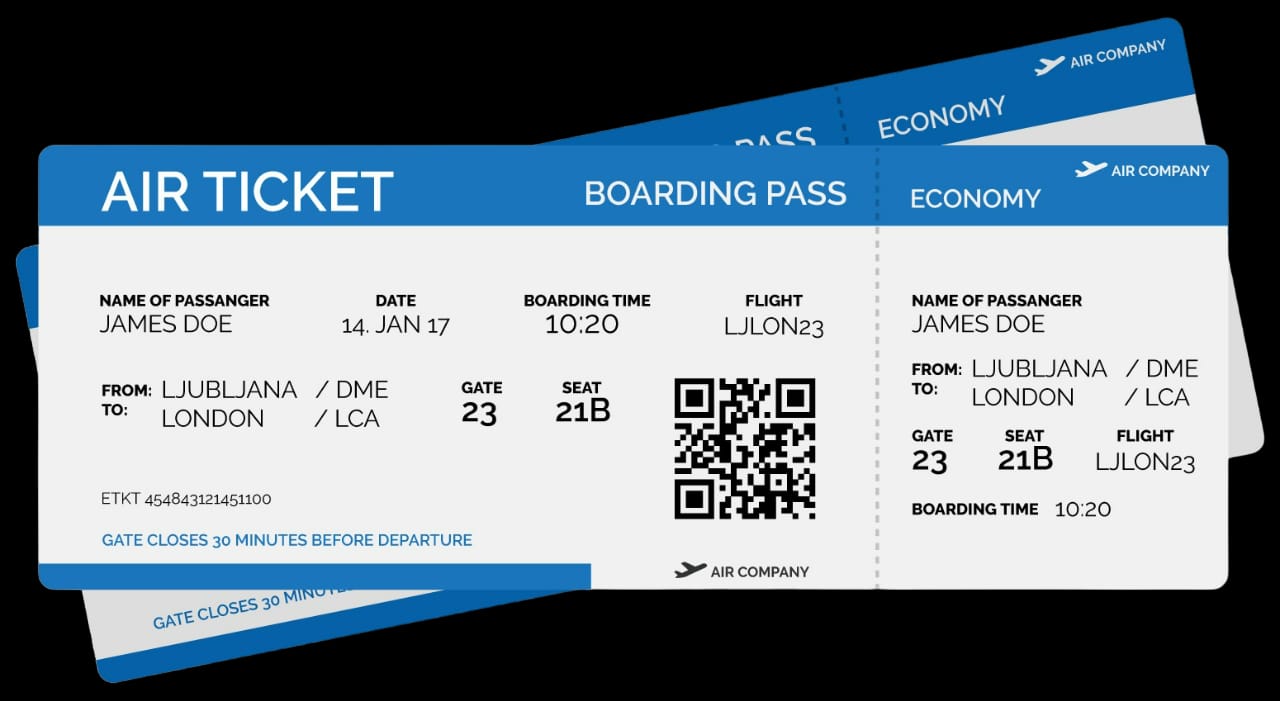 AIR COMPANY
ECONOMY
PASS
AIR TICKET
BOARDING PASS
ECONOMY
AIR COMPANY
NAME OF PASSANGER
JAMES DOE
DATE
14. JAN 17
BOARDING TIME
10:20
FLIGHT
LJLON23
FROM: LJUBLJANA / DME
TO: LONDON / LCA
GATE
23
SEAT
21B
ETKT 454843121451100
GATE CLOSES 30 MINUTES BEFORE DEPARTURE
AIR COMPANY
NAME OF PASSANGER
JAMES DOE
FROM: LJUBLJANA / DME
TO: LONDON / LCA
GATE
23
SEAT
21B
FLIGHT
LJLON23
BOARDING TIME 10:20
GATE CLOSES 30